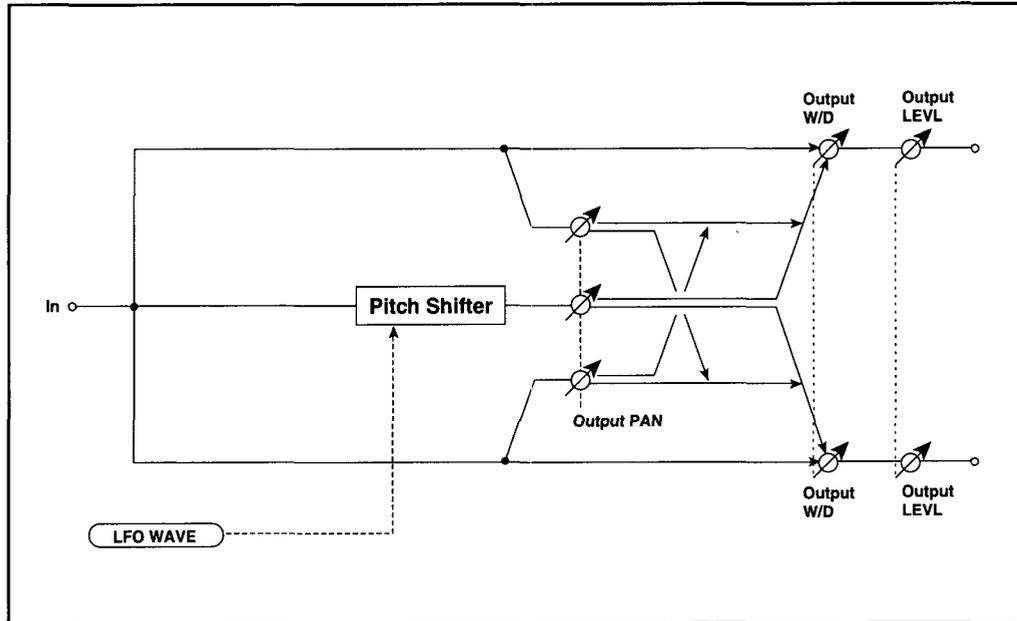 Output
W/D
Output
LEVL
In
Pitch Shifter
Output PAN
Output
W/D
Output
LEVL
LFO WAVE